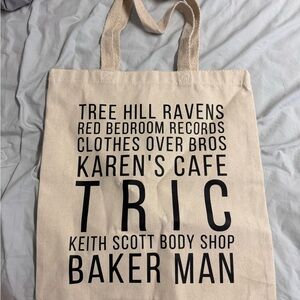 TREE HILL RAVENS
RED BEDROOM RECORDS
CLOTHES OVER BROS
KAREN'S CAFE
TRIC
KEITH SCOTT BODY SHOP
BAKER MAN